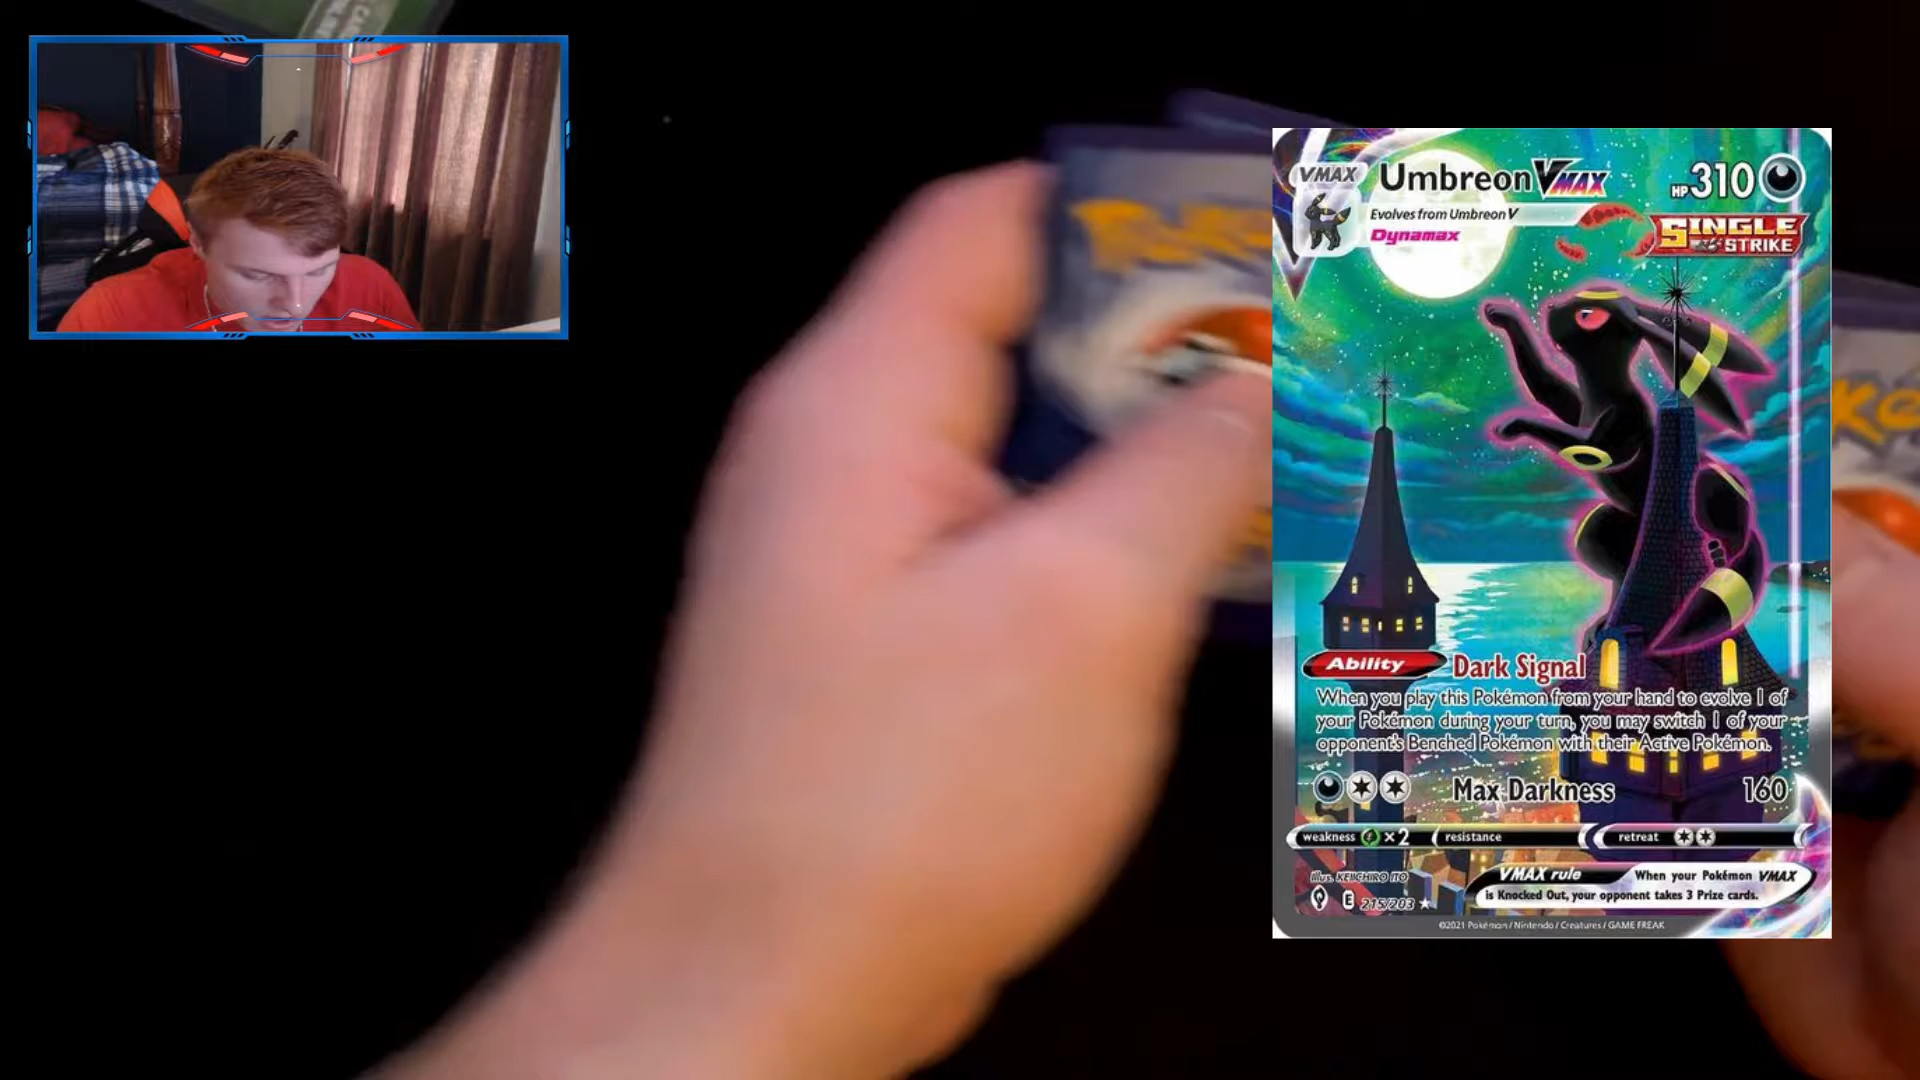 VMAX Umbreon VMAX HP 310
Evolves from Umbreon V
Dynamax
SINGLE STRIKE
Ability Dark Signal
When you play this Pokémon from your hand to evolve 1 of
your Pokémon during your turn, you may switch 1 of your
opponent's Benched Pokémon with their Active Pokémon.
Max Darkness 160
weakness ×2 resistance retreat
VMAX rule When your Pokémon VMAX
is Knocked Out, your opponent takes 3 Prize cards.
Illus. KEIICHIRO ITO
E 215/203
©2021 Pokémon / Nintendo / Creatures / GAME FREAK